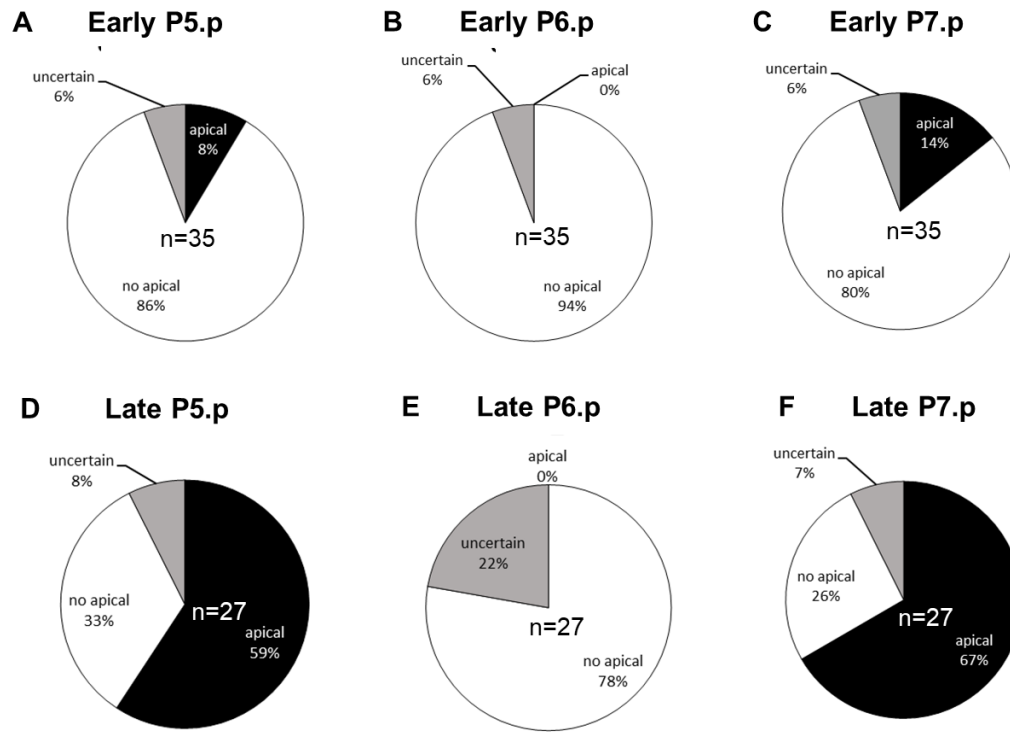 A Early P5.p
uncertain
6%
apical
8%
n=35
no apical
86%
B Early P6.p
uncertain
6%
apical
0%
n=35
no apical
94%
C Early P7.p
uncertain
6%
apical
14%
n=35
no apical
80%
D Late P5.p
uncertain
8%
no apical
33%
n=27
apical
59%
E Late P6.p
apical
0%
uncertain
22%
n=27
no apical
78%
F Late P7.p
uncertain
7%
no apical
26%
n=27
apical
67%